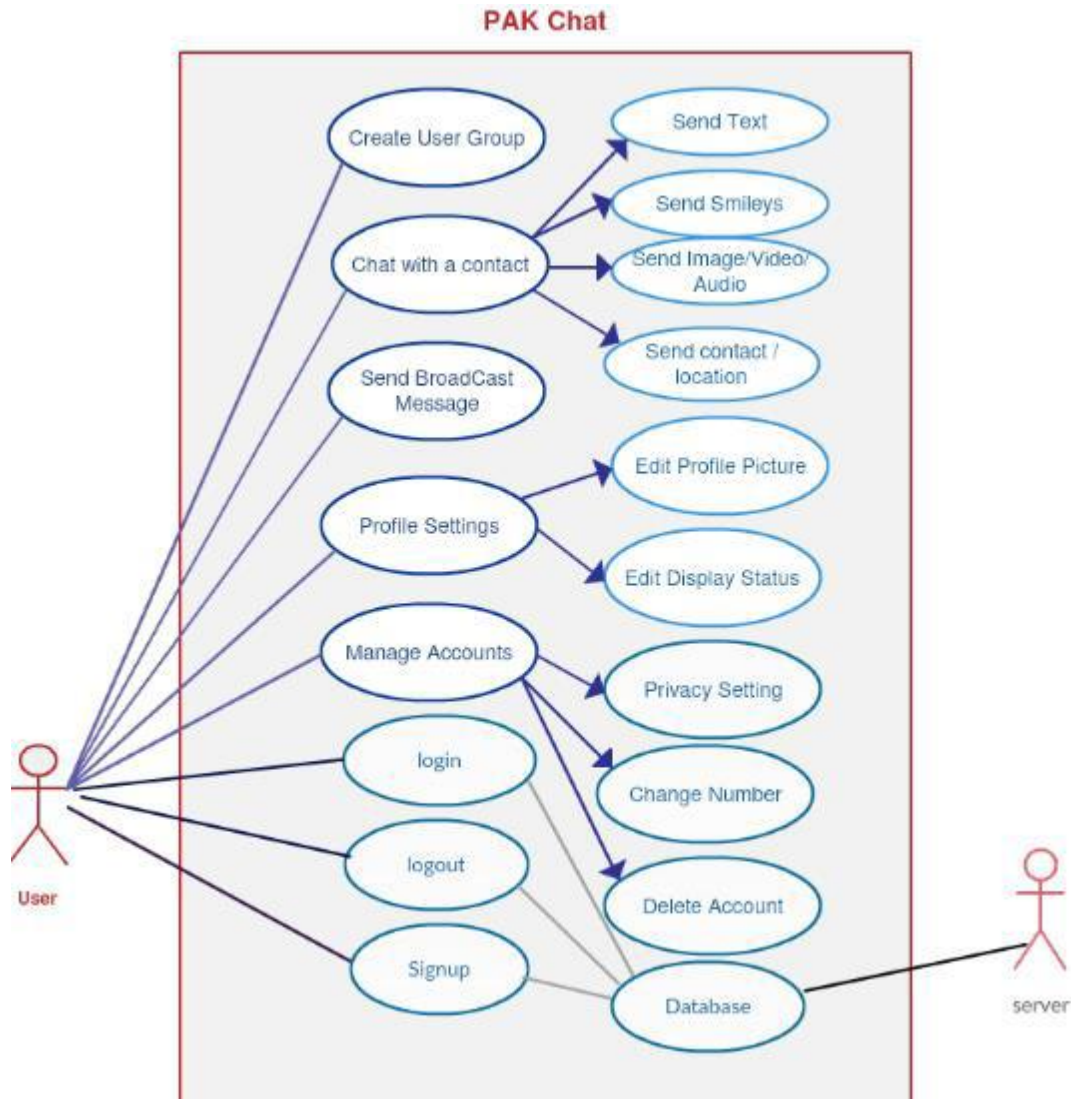 PAK Chat
Create User Group
Send Text
Send Smileys
Chat with a contact
Send Image/Video/
Audio
Send contact /
location
Send BroadCast
Message
Edit Profile Picture
Profile Settings
Edit Display Status
Manage Accounts
Privacy Setting
login
Change Number
logout
Delete Account
User
Signup
Database
server